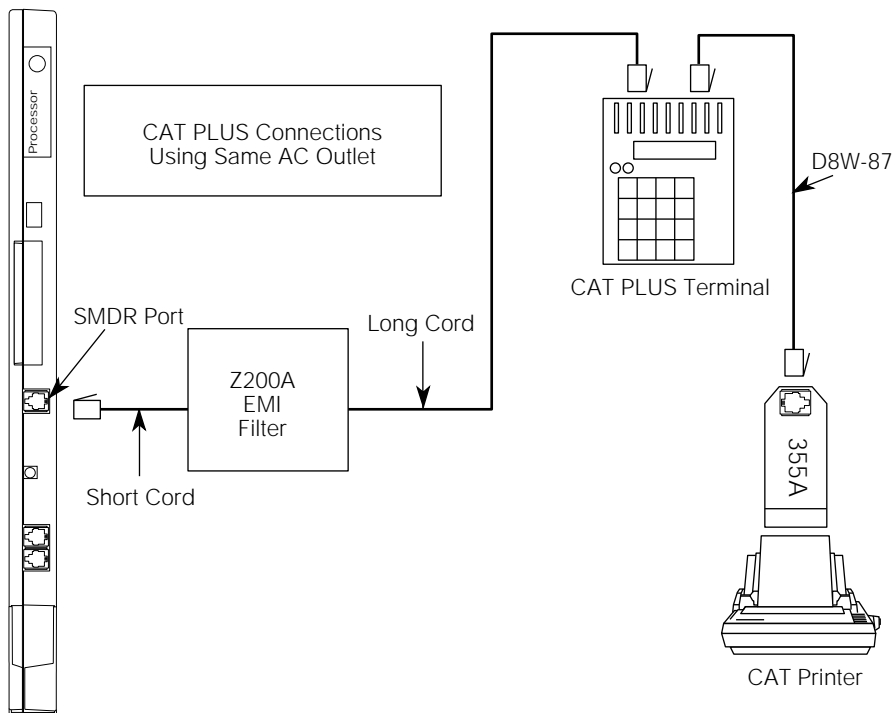 Processor
CAT PLUS Connections
Using Same AC Outlet
D8W-87
CAT PLUS Terminal
SMDR Port
Long Cord
Z200A
EMI
Filter
Short Cord
355A
CAT Printer